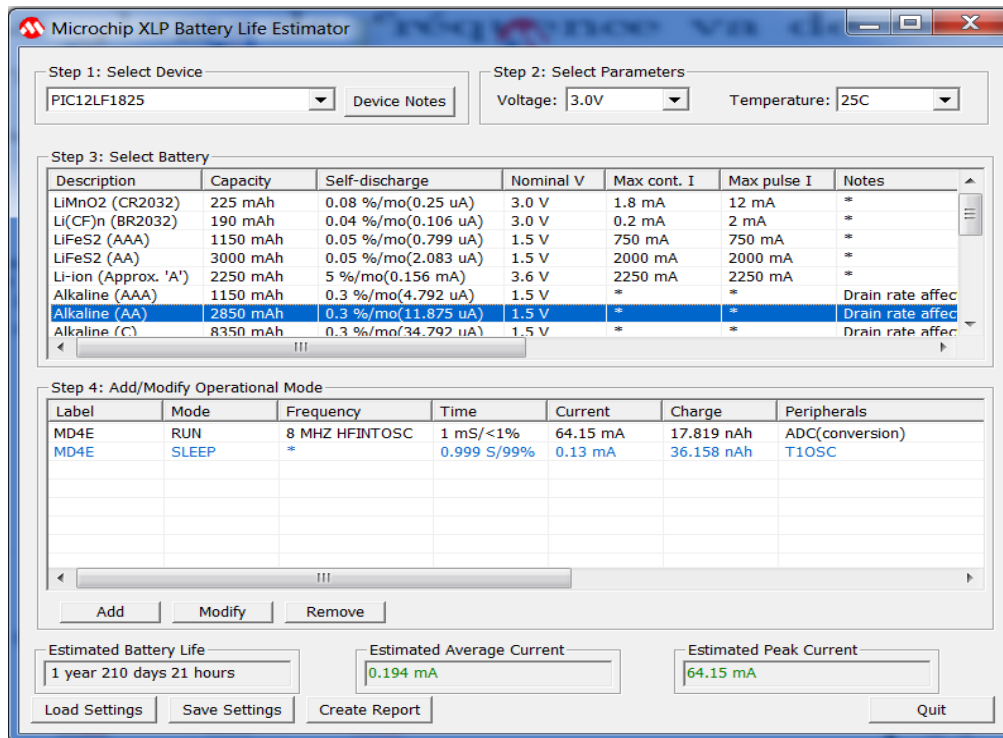 Microchip XLP Battery Life Estimator
Step 1: Select Device
Step 2: Select Parameters
PIC12LF1825
Device Notes
Voltage: 3.0V
Temperature: 25C
Step 3: Select Battery
Description Capacity Self-discharge Nominal V Max cont. I Max pulse I Notes
LiMnO2 (CR2032) 225 mAh 0.08 %/mo(0.25 uA) 3.0 V 1.8 mA 12 mA *
Li(CF)n (BR2032) 190 mAh 0.04 %/mo(0.106 uA) 3.0 V 0.2 mA 2 mA *
LiFeS2 (AAA) 1150 mAh 0.05 %/mo(0.799 uA) 1.5 V 750 mA 750 mA *
LiFeS2 (AA) 3000 mAh 0.05 %/mo(2.083 uA) 1.5 V 2000 mA 2000 mA *
Li-ion (Approx. 'A') 2250 mAh 5 %/mo(0.156 mA) 3.6 V 2250 mA 2250 mA *
Alkaline (AAA) 1150 mAh 0.3 %/mo(4.792 uA) 1.5 V * * Drain rate affec
Alkaline (AA) 2850 mAh 0.3 %/mo(11.875 uA) 1.5 V * * Drain rate affec
Alkaline (C) 8350 mAh 0.3 %/mo(34.792 uA) 1.5 V * * Drain rate affec
Step 4: Add/Modify Operational Mode
Label Mode Frequency Time Current Charge Peripherals
MD4E RUN 8 MHZ HFINTOSC 1 mS/<1% 64.15 mA 17.819 nAh ADC(conversion)
MD4E SLEEP * 0.999 S/99% 0.13 mA 36.158 nAh T1OSC
Add Modify Remove
Estimated Battery Life
1 year 210 days 21 hours
Estimated Average Current
0.194 mA
Estimated Peak Current
64.15 mA
Load Settings Save Settings Create Report Quit